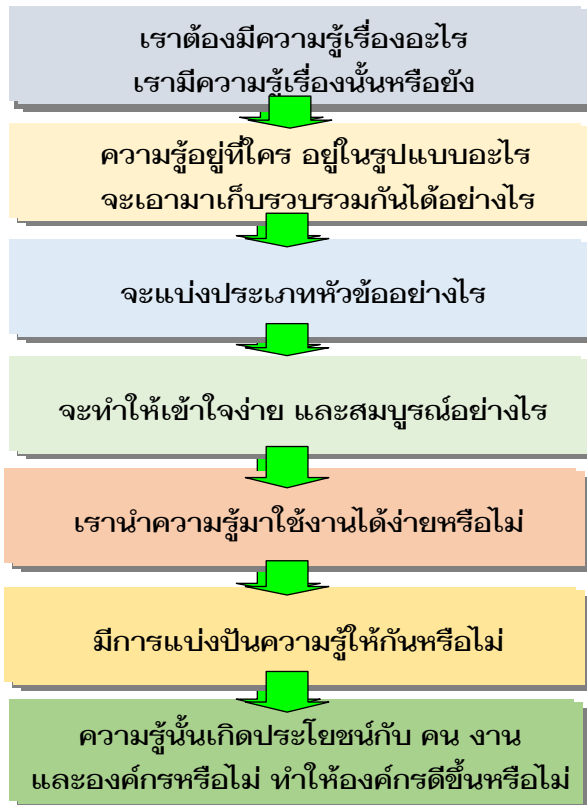 เราต้องมีความรู้เรื่องอะไร
เรามีความรู้เรื่องนั้นหรือยัง
ความรู้อยู่ที่ใคร อยู่ในรูปแบบอะไร
จะเอามาเก็บรวบรวมกันได้อย่างไร
จะแบ่งประเภทหัวข้ออย่างไร
จะทำให้เข้าใจง่าย และสมบูรณ์อย่างไร
เรานำความรู้มาใช้งานได้ง่ายหรือไม่
มีการแบ่งปันความรู้ให้กันหรือไม่
ความรู้นั้นเกิดประโยชน์กับ คน งาน
และองค์กรหรือไม่ ทำให้องค์กรดีขึ้นหรือไม่